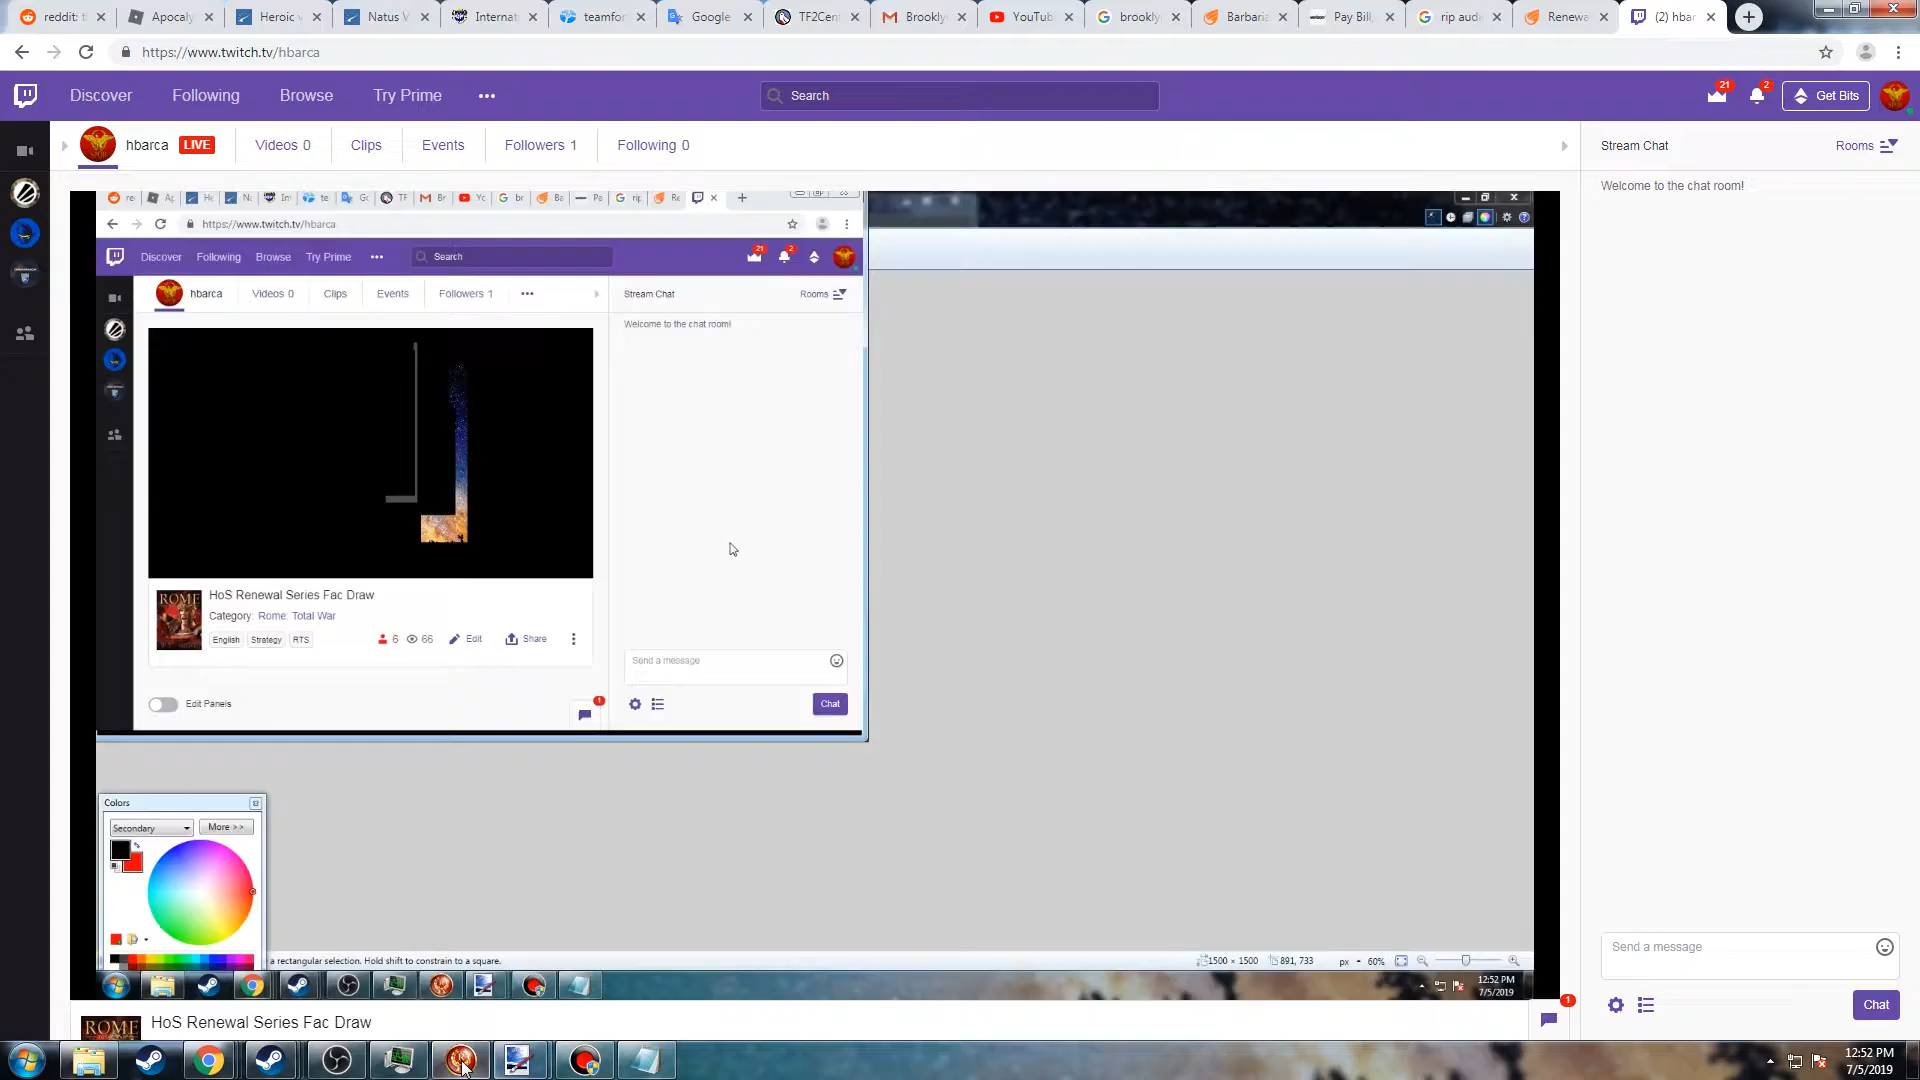 reddit: t
Apocaly
Heroic v
Natus V
Internat
teamfor
Google
TF2Cent
Brookly
YouTub
brookly
Barbaria
Pay Bill,
rip audi
Renewa
(2) hbar
https://www.twitch.tv/hbarca
Discover
Following
Browse
Try Prime
Search
21
2
Get Bits
hbarca
LIVE
Videos 0
Clips
Events
Followers 1
Following 0
Stream Chat
Rooms
Welcome to the chat room!
https://www.twitch.tv/hbarca
Discover
Following
Browse
Try Prime
Search
21
2
hbarca
Videos 0
Clips
Events
Followers 1
Stream Chat
Rooms
Welcome to the chat room!
ROME
HoS Renewal Series Fac Draw
Category: Rome: Total War
English
Strategy
RTS
6
66
Edit
Share
Send a message
Edit Panels
1
Chat
Colors
Secondary
More >>
a rectangular selection. Hold shift to constrain to a square.
1500 × 1500
891, 733
px
60%
12:52 PM
7/5/2019
ROME
HoS Renewal Series Fac Draw
1
Send a message
Chat
12:52 PM
7/5/2019